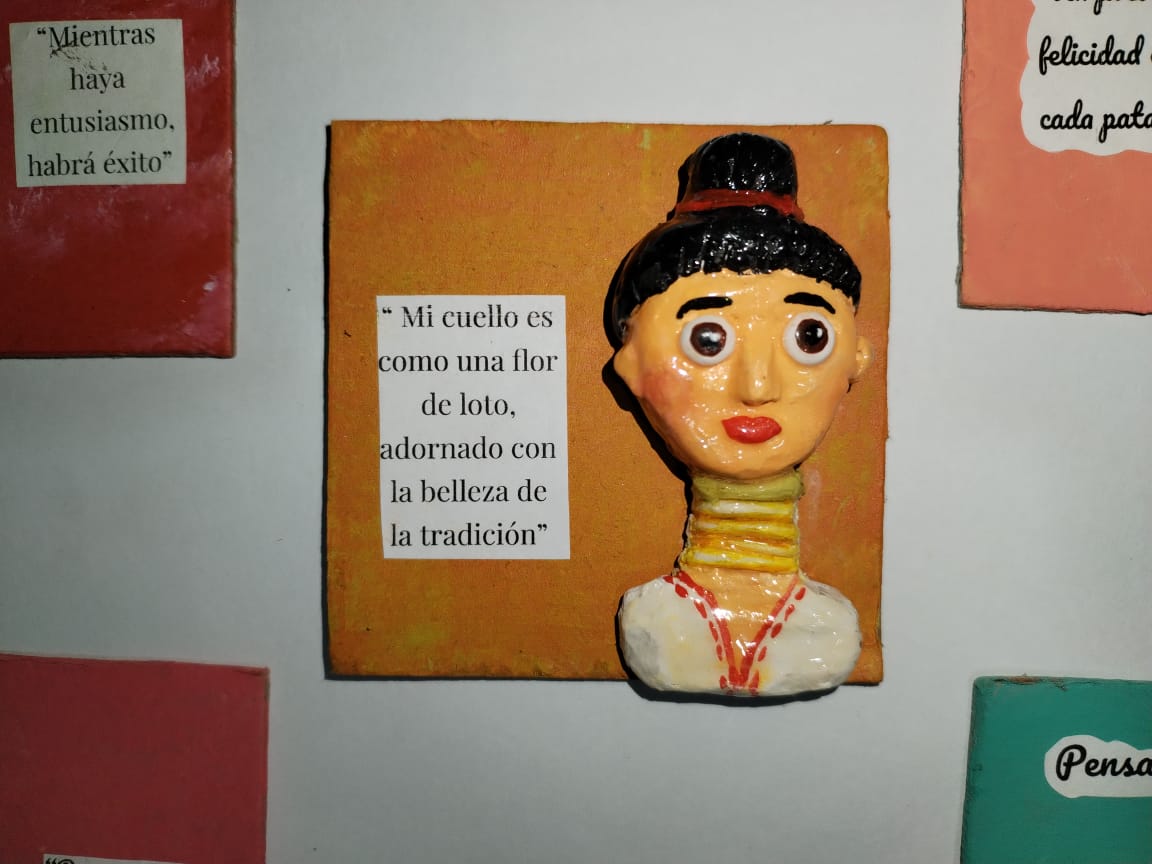 “Mientras
haya
entusiasmo,
habrá éxito”
“ Mi cuello es
como una flor
de loto,
adornado con
la belleza de
la tradición”
felicidad
cada